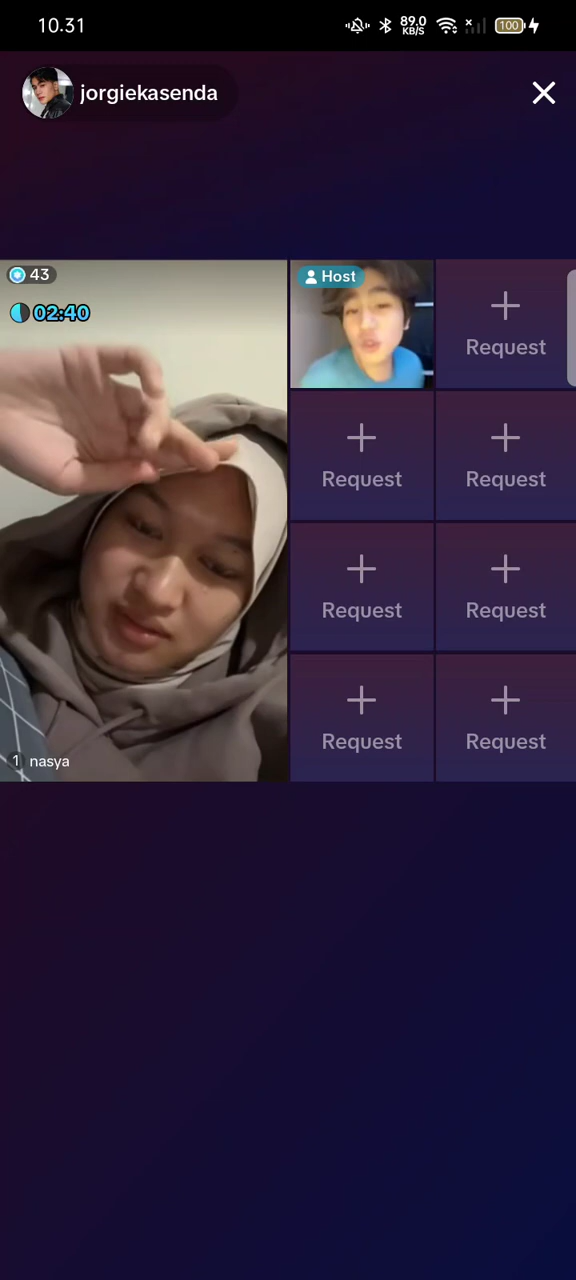 10.31
89.0
KB/S
100
jorgiekasenda
43
02:40
Host
Request
Request
Request
Request
Request
Request
Request
1 nasya